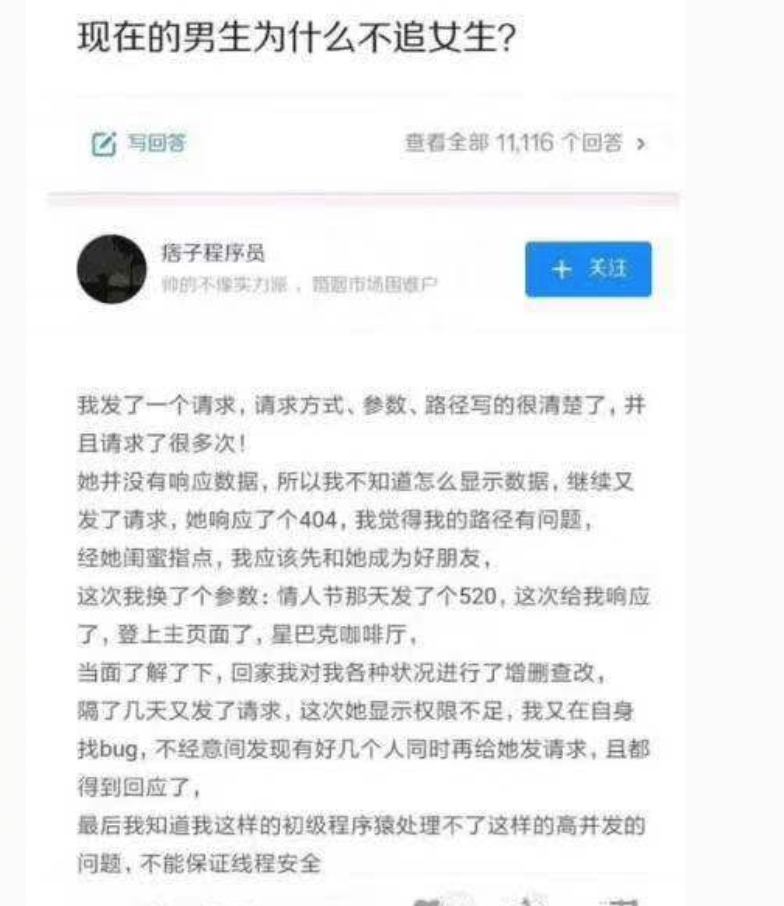 现在的男生为什么不追女生?
写回答
查看全部 11,116 个回答 >
痞子程序员
帅的不像实力派，婚姻市场困难户
+ 关注
我发了一个请求，请求方式、参数、路径写的很清楚了，并
且请求了很多次！
她并没有响应数据，所以我不知道怎么显示数据，继续又
发了请求，她响应了个404，我觉得我的路径有问题，
经她闺蜜指点，我应该先和她成为好朋友，
这次我换了个参数：情人节那天发了个520，这次给我响应
了，登上主页面了，星巴克咖啡厅，
当面了解了下，回家我对我各种状况进行了增删查改，
隔了几天又发了请求，这次她显示权限不足，我又在自身
找bug，不经意间发现有好几个人同时再给她发请求，且都
得到回应了，
最后我知道我这样的初级程序猿处理不了这样的高并发的
问题，不能保证线程安全